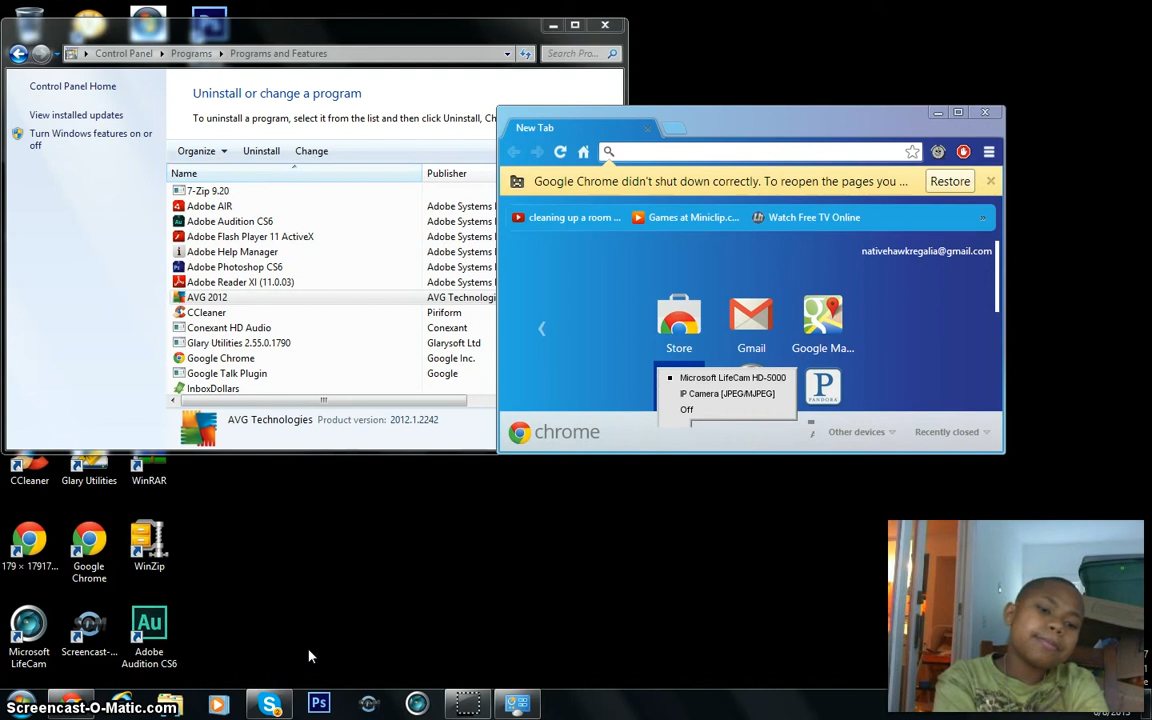 Control Panel
Programs
Programs and Features
Search Pro...
Control Panel Home
View installed updates
Turn Windows features on or
off
Uninstall or change a program
To uninstall a program, select it from the list and then click Uninstall, C
Organize
Uninstall
Change
Name
Publisher
7-Zip 9.20
Adobe AIR
Adobe Systems I
Adobe Audition CS6
Adobe Systems I
Adobe Flash Player 11 ActiveX
Adobe Systems I
Adobe Help Manager
Adobe Systems I
Adobe Photoshop CS6
Adobe Systems I
Adobe Reader XI (11.0.03)
Adobe Systems I
AVG 2012
AVG Technologi
CCleaner
Piriform
Conexant HD Audio
Conexant
Glary Utilities 2.55.0.1790
Glarysoft Ltd
Google Chrome
Google Inc.
Google Talk Plugin
Google
InboxDollars
AVG Technologies
Product version: 2012.1.2242
New Tab
Google Chrome didn't shut down correctly. To reopen the pages you ...
Restore
cleaning up a room ...
Games at Miniclip.c...
Watch Free TV Online
»
nativehawkregalia@gmail.com
Store
Gmail
Google Ma...
Microsoft LifeCam HD-5000
IP Camera [JPEG/MJPEG]
Off
P
PANDORA
chrome
Other devices
Recently closed
CCleaner
Glary Utilities
WinRAR
179 × 17917...
Google
Chrome
WinZip
Microsoft
LifeCam
Screencast-...
Au
Adobe
Audition CS6
Ps
Screencast-O-Matic.com